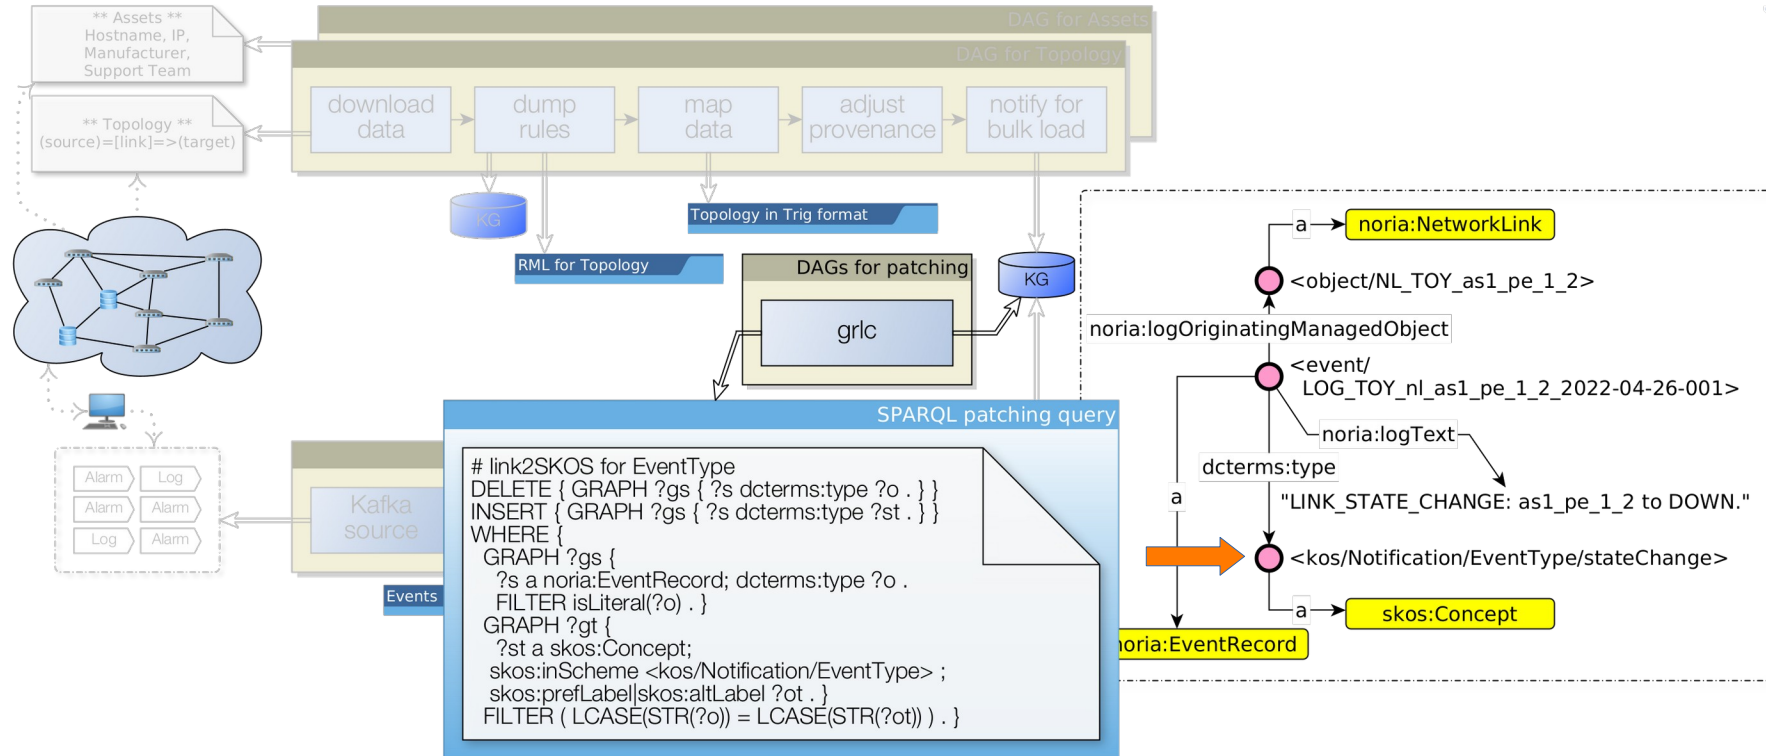 ** Assets **
Hostname, IP,
Manufacturer,
Support Team
** Topology **
(source)=[link]=>(target)
DAG for Assets
DAG for Topology
download
data
dump
rules
map
data
adjust
provenance
notify for
bulk load
KG
Topology in Trig format
RML for Topology
DAGs for patching
grlc
KG
a
noria:NetworkLink
<object/NL_TOY_as1_pe_1_2>
noria:logOriginatingManagedObject
<event/
LOG_TOY_nl_as1_pe_1_2_2022-04-26-001>
noria:logText
dcterms:type
a
"LINK_STATE_CHANGE: as1_pe_1_2 to DOWN."
<kos/Notification/EventType/stateChange>
a
skos:Concept
noria:EventRecord
Alarm
Log
Alarm
Alarm
Log
Alarm
Kafka
source
Events
SPARQL patching query
# link2SKOS for EventType
DELETE { GRAPH ?gs { ?s dcterms:type ?o . } }
INSERT { GRAPH ?gs { ?s dcterms:type ?st . } }
WHERE {
GRAPH ?gs {
?s a noria:EventRecord; dcterms:type ?o .
FILTER isLiteral(?o) . }
GRAPH ?gt {
?st a skos:Concept;
skos:inScheme <kos/Notification/EventType> ;
skos:prefLabel|skos:altLabel ?ot . }
FILTER ( LCASE(STR(?o)) = LCASE(STR(?ot)) ) . }